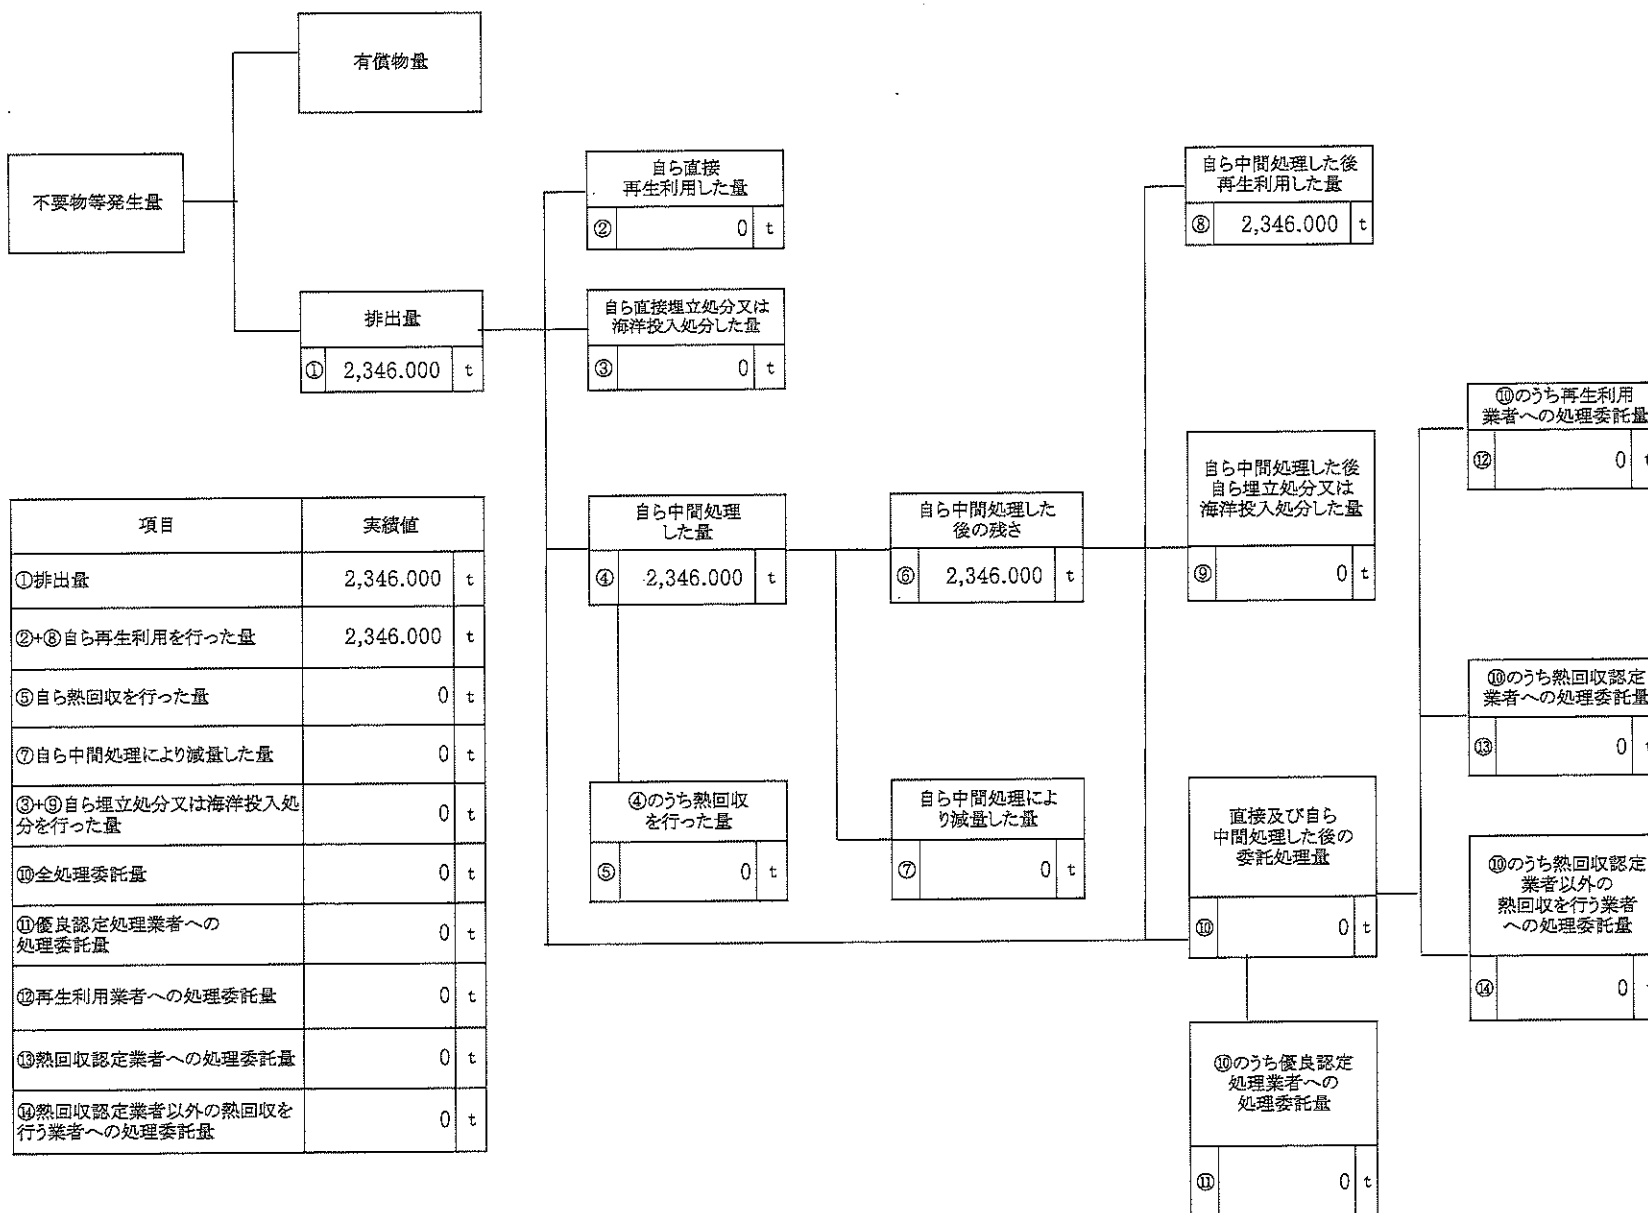 有償物量
不要物等発生量
排出量
① 2,346.000 t
自ら直接
再生利用した量
② 0 t
自ら直接埋立処分又は
海洋投入処分した量
③ 0 t
自ら中間処理
した量
④ 2,346.000 t
④のうち熱回収
を行った量
⑤ 0 t
自ら中間処理した
後の残さ
⑥ 2,346.000 t
自ら中間処理によ
り減量した量
⑦ 0 t
自ら中間処理した後
再生利用した量
⑧ 2,346.000 t
自ら中間処理した後
自ら埋立処分又は
海洋投入処分した量
⑨ 0 t
直接及び自ら
中間処理した後の
委託処理量
⑩ 0 t
⑩のうち優良認定
処理業者への
処理委託量
⑪ 0 t
⑩のうち再生利用
業者への処理委託量
⑫ 0 t
⑩のうち熱回収認定
業者への処理委託量
⑬ 0 t
⑩のうち熱回収認定
業者以外の
熱回収を行う業者
への処理委託量
⑭ 0
項目 実績値
①排出量 2,346.000 t
②+⑧自ら再生利用を行った量 2,346.000 t
⑤自ら熱回収を行った量 0 t
⑦自ら中間処理により減量した量 0 t
③+⑨自ら埋立処分又は海洋投入処
分を行った量 0 t
⑩全処理委託量 0 t
⑪優良認定処理業者への
処理委託量 0 t
⑫再生利用業者への処理委託量 0 t
⑬熱回収認定業者への処理委託量 0 t
⑭熱回収認定業者以外の熱回収を
行う業者への処理委託量 0 t